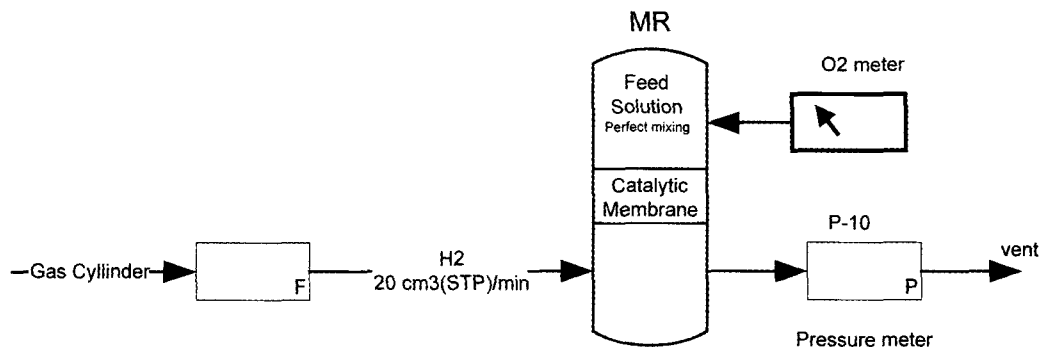 MR
O2 meter
Feed
Solution
Perfect mixing
Catalytic
Membrane
P-10
Gas Cyllinder
F
H2
20 cm3(STP)/min
P
vent
Pressure meter